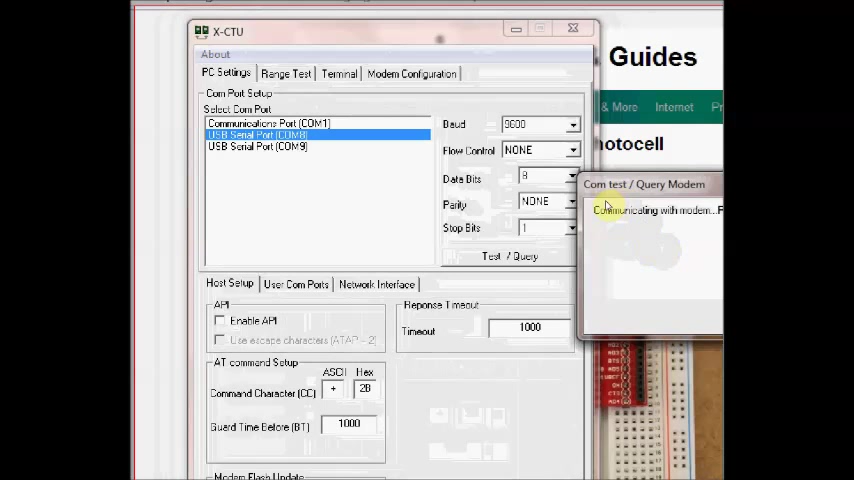 X-CTU
About
PC Settings
Range Test
Terminal
Modem Configuration
Com Port Setup
Select Com Port
Communications Port (COM1)
USB Serial Port (COM8)
USB Serial Port (COM9)
Baud
9600
Flow Control
NONE
Data Bits
8
Parity
NONE
Stop Bits
1
Test / Query
Host Setup
User Com Ports
Network Interface
API
Enable API
Use escape characters (ATAP = 2)
Reponse Timeout
Timeout
1000
AT command Setup
ASCII
Hex
Command Character (CC)
+
2B
Guard Time Before (BT)
1000
Modem Flash Update
Guides
& More
Internet
Pr
hotocell
Com test / Query Modem
Communicating with modem...P